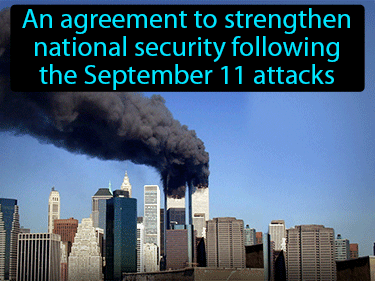 An agreement to strengthen
national security following
the September 11 attacks